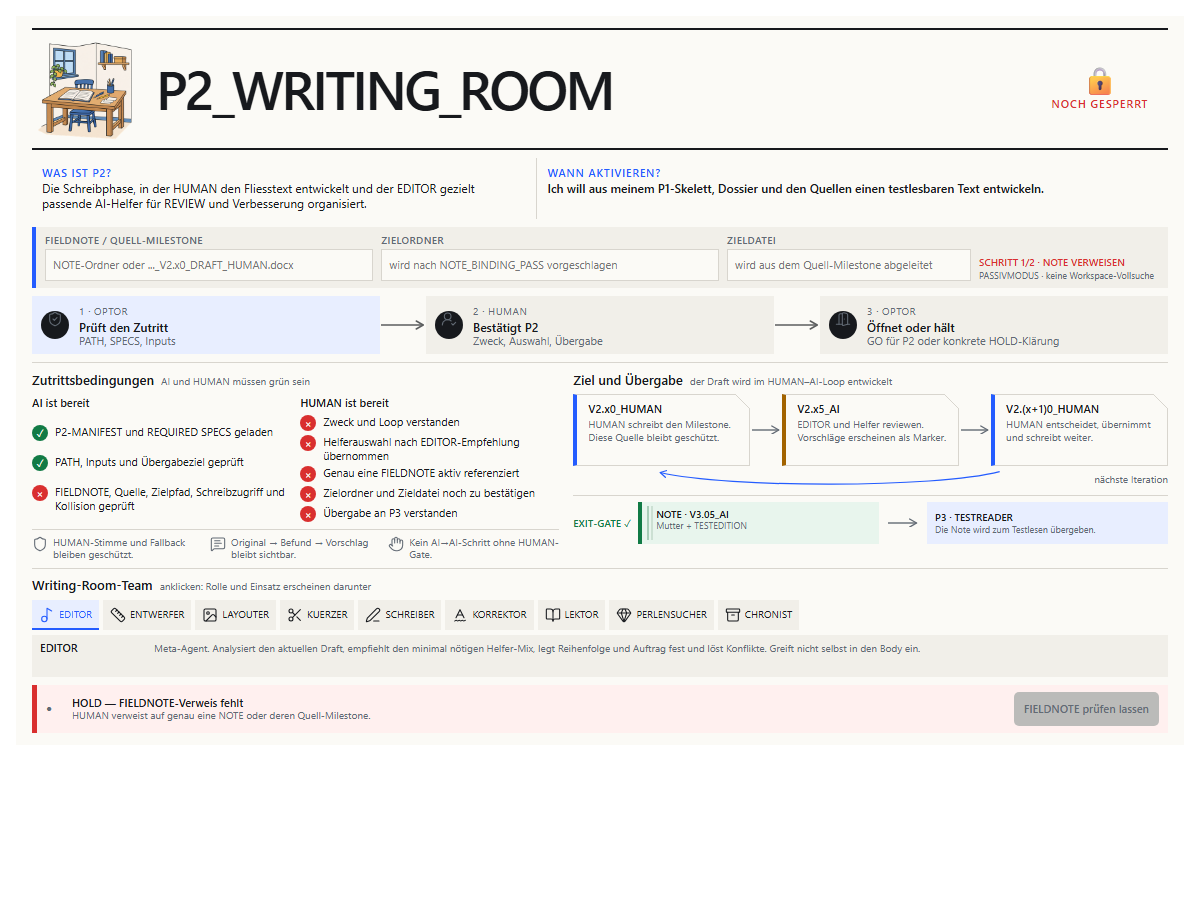 P2_WRITING_ROOM
NOCH GESPERRT
WAS IST P2?
Die Schreibphase, in der HUMAN den Fliesstext entwickelt und der EDITOR gezielt
passende AI-Helfer für REVIEW und Verbesserung organisiert.
WANN AKTIVIEREN?
Ich will aus meinem P1-Skelett, Dossier und den Quellen einen testlesbaren Text entwickeln.
FIELDNOTE / QUELL-MILESTONE
NOTE-Ordner oder …_V2.x0_DRAFT_HUMAN.docx
ZIELORDNER
wird nach NOTE_BINDING_PASS vorgeschlagen
ZIELDATEI
wird aus dem Quell-Milestone abgeleitet
SCHRITT 1/2 · NOTE VERWEISEN
PASSIVMODUS · keine Workspace-Vollsuche
1 · OPTOR
Prüft den Zutritt
PATH, SPECS, Inputs
2 · HUMAN
Bestätigt P2
Zweck, Auswahl, Übergabe
3 · OPTOR
Öffnet oder hält
GO für P2 oder konkrete HOLD-Klärung
Zutrittsbedingungen AI und HUMAN müssen grün sein
AI ist bereit
P2-MANIFEST und REQUIRED SPECS geladen
PATH, Inputs und Übergabeziel geprüft
FIELDNOTE, Quelle, Zielpfad, Schreibzugriff und
Kollision geprüft
HUMAN ist bereit
Zweck und Loop verstanden
Helferauswahl nach EDITOR-Empfehlung
übernommen
Genau eine FIELDNOTE aktiv referenziert
Zielordner und Zieldatei noch zu bestätigen
Übergabe an P3 verstanden
HUMAN-Stimme und Fallback
bleiben geschützt.
Original → Befund → Vorschlag
bleibt sichtbar.
Kein AI→AI-Schritt ohne HUMAN-
Gate.
Ziel und Übergabe der Draft wird im HUMAN–AI-Loop entwickelt
V2.x0_HUMAN
HUMAN schreibt den Milestone.
Diese Quelle bleibt geschützt.
V2.x5_AI
EDITOR und Helfer reviewen.
Vorschläge erscheinen als Marker.
V2.(x+1)0_HUMAN
HUMAN entscheidet, übernimmt
und schreibt weiter.
nächste Iteration
EXIT-GATE ✓
NOTE · V3.05_AI
Mutter + TESTEDITION
P3 · TESTREADER
Die Note wird zum Testlesen übergeben.
Writing-Room-Team anklicken: Rolle und Einsatz erscheinen darunter
EDITOR
ENTWERFER
LAYOUTER
KUERZER
SCHREIBER
KORREKTOR
LEKTOR
PERLENSUCHER
CHRONIST
EDITOR
Meta-Agent. Analysiert den aktuellen Draft, empfiehlt den minimal nötigen Helfer-Mix, legt Reihenfolge und Auftrag fest und löst Konflikte. Greift nicht selbst in den Body ein.
HOLD — FIELDNOTE-Verweis fehlt
HUMAN verweist auf genau eine NOTE oder deren Quell-Milestone.
FIELDNOTE prüfen lassen